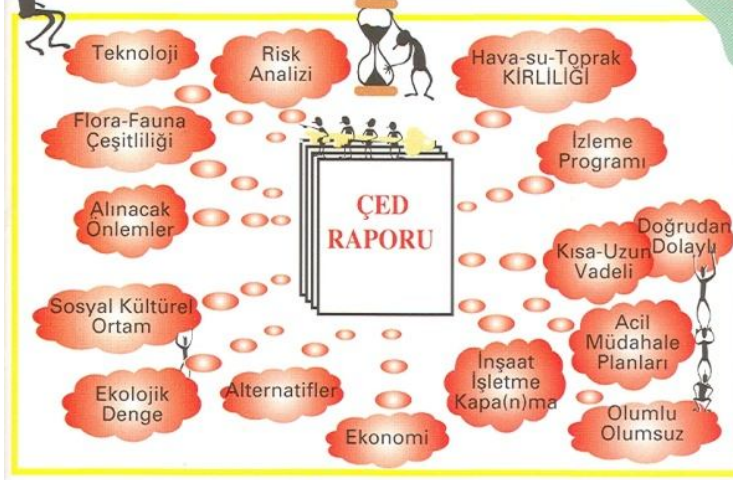 Teknoloji
Risk
Analizi
Hava-su-Toprak
KİRLİLİĞİ
Flora-Fauna
Çeşitliliği
İzleme
Programı
Alınacak
Önlemler
ÇED
RAPORU
Doğrudan
Dolaylı
Kısa-Uzun
Vadeli
Sosyal Kültürel
Ortam
Acil
Müdahale
Planları
Ekolojik
Denge
Alternatifler
İnşaat
İşletme
Kapa(n)ma
Ekonomi
Olumlu
Olumsuz